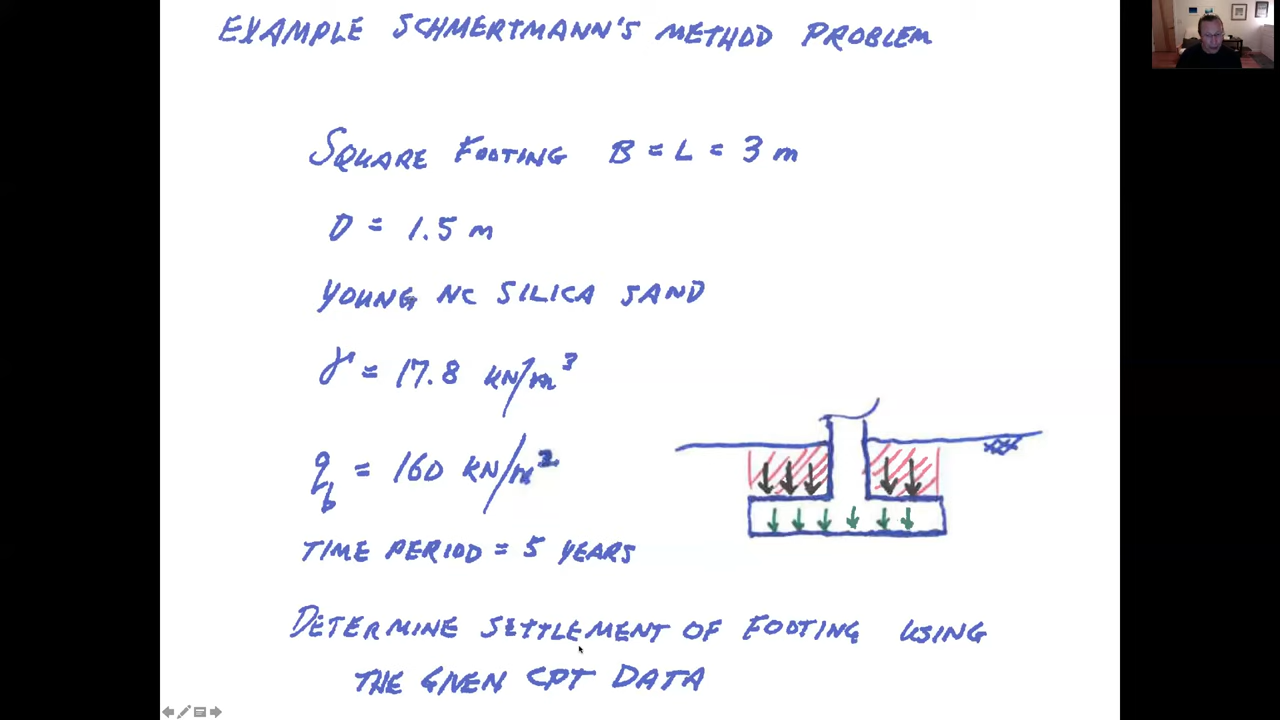 EXAMPLE SCHMERTMANN'S METHOD PROBLEM
SQUARE FOOTING B = L = 3 m
D = 1.5 m
YOUNG NC SILICA SAND
γ = 17.8 kN/m³
q_b = 160 kN/m²
TIME PERIOD = 5 YEARS
DETERMINE SETTLEMENT OF FOOTING USING
THE GIVEN CPT DATA